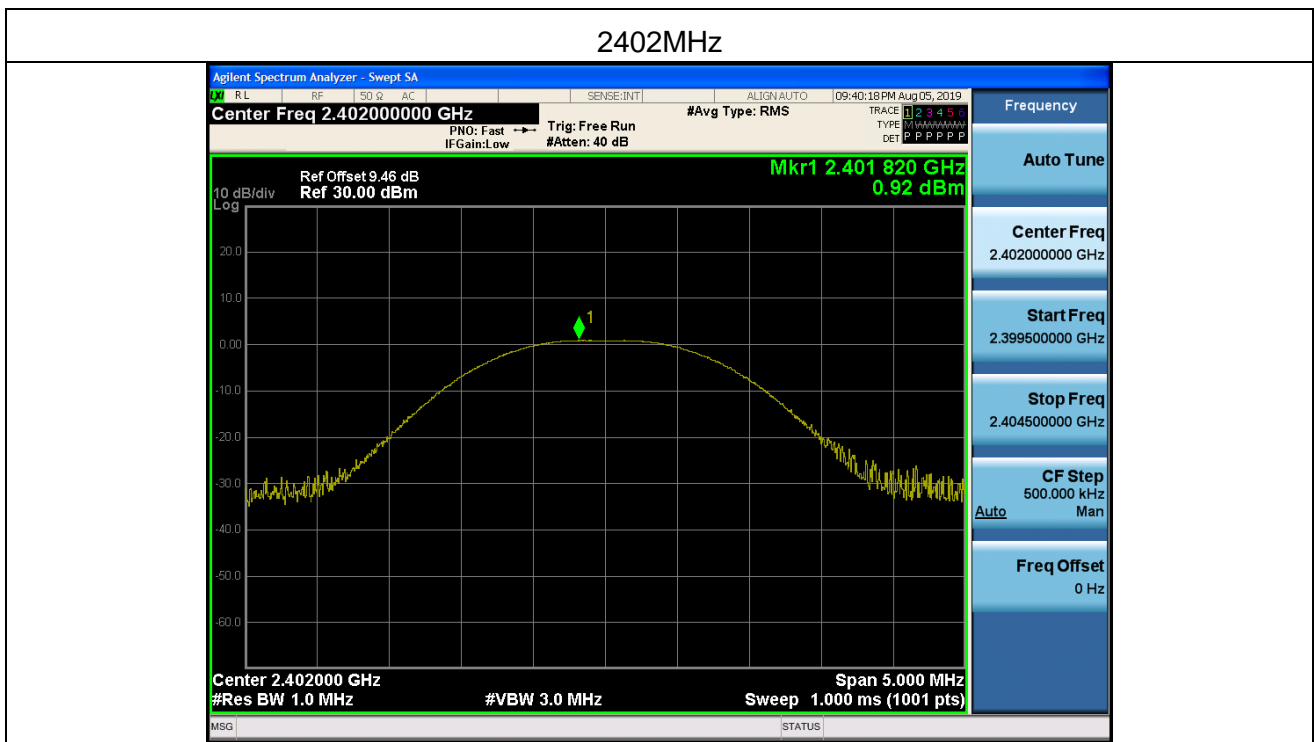 2402MHz
Agilent Spectrum Analyzer - Swept SA
LXI RL RF 50 Ω AC SENSE:INT ALIGN AUTO 09:40:18 PM Aug 05, 2019
Center Freq 2.402000000 GHz
PNO: Fast
IFGain:Low
Trig: Free Run
#Atten: 40 dB
#Avg Type: RMS
TRACE 1 2 3 4 5 6
TYPE M WWWWW
DET P P P P P P
Mkr1 2.401 820 GHz
0.92 dBm
Ref Offset 9.46 dB
10 dB/div Ref 30.00 dBm
Log
20.0
10.0
1
0.00
-10.0
-20.0
-30.0
-40.0
-50.0
-60.0
Center 2.402000 GHz Span 5.000 MHz
#Res BW 1.0 MHz #VBW 3.0 MHz Sweep 1.000 ms (1001 pts)
MSG STATUS
Frequency
Auto Tune
Center Freq
2.402000000 GHz
Start Freq
2.399500000 GHz
Stop Freq
2.404500000 GHz
CF Step
500.000 kHz
Auto Man
Freq Offset
0 Hz